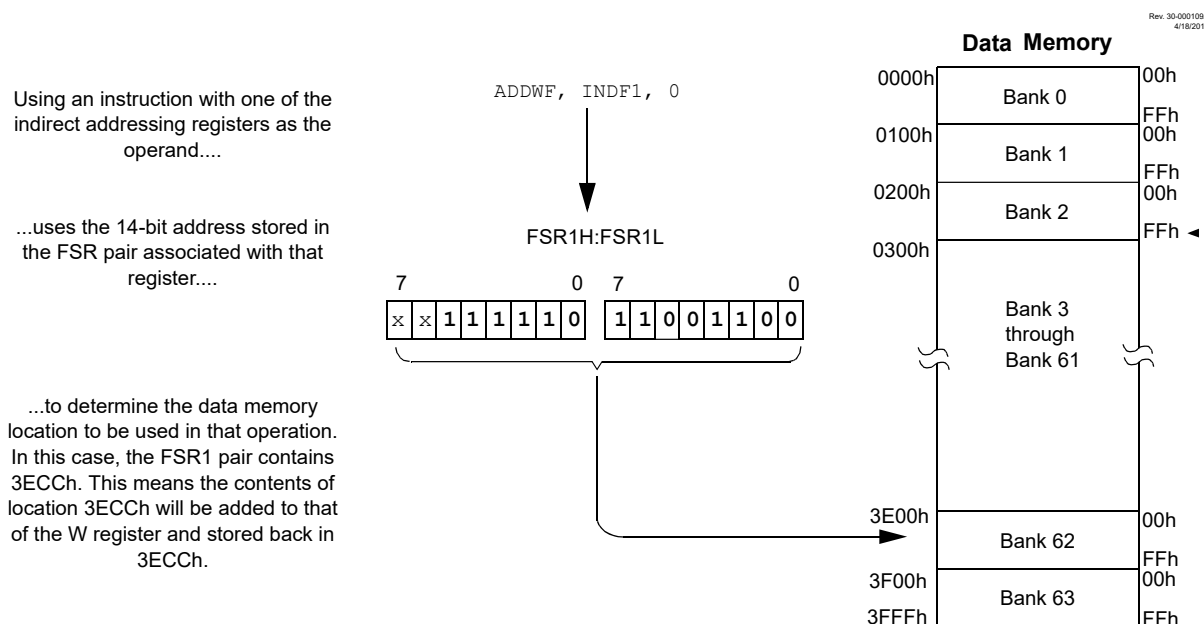 Rev. 30-000109
4/18/201
Data Memory
Using an instruction with one of the
indirect addressing registers as the
operand....
ADDWF, INDF1, 0
...uses the 14-bit address stored in
the FSR pair associated with that
register....
FSR1H:FSR1L
7 0 7 0
x x 1 1 1 1 1 0 1 1 0 0 1 1 0 0
...to determine the data memory
location to be used in that operation.
In this case, the FSR1 pair contains
3ECCh. This means the contents of
location 3ECCh will be added to that
of the W register and stored back in
3ECCh.
0000h 00h
Bank 0
FFh
0100h 00h
Bank 1
FFh
0200h 00h
Bank 2
FFh
0300h
Bank 3
through
Bank 61
3E00h 00h
Bank 62
FFh
3F00h 00h
Bank 63
3FFFh FFh